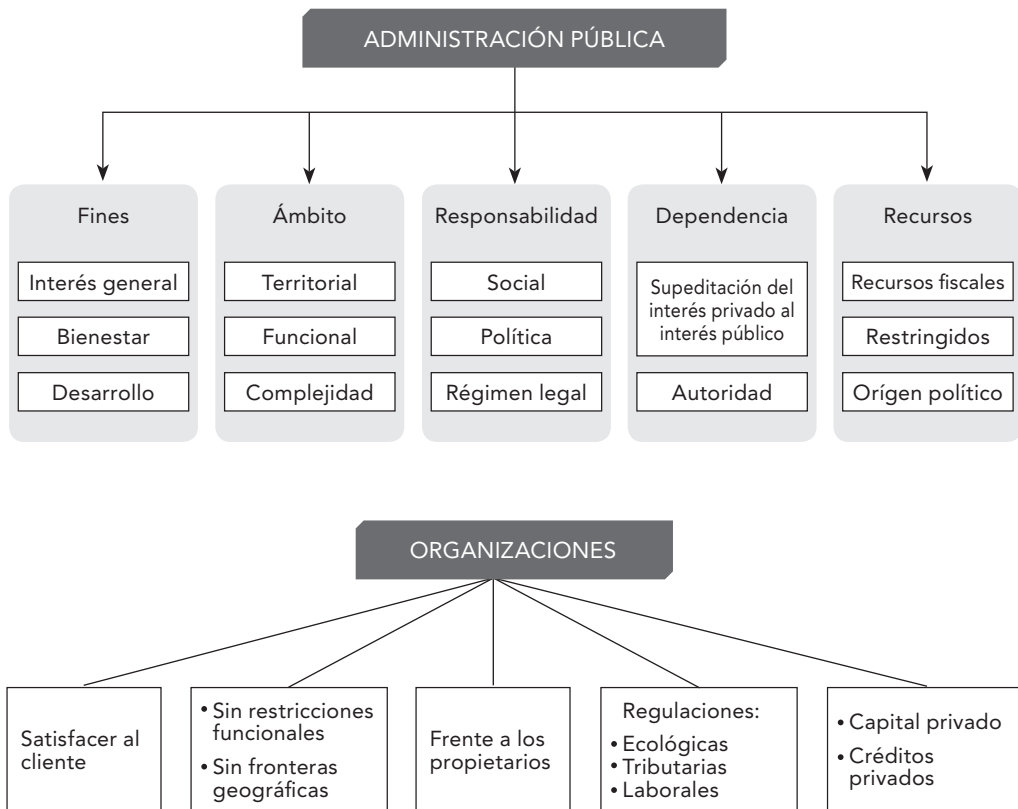 ADMINISTRACIÓN PÚBLICA
Fines
Interés general
Bienestar
Desarrollo
Ámbito
Territorial
Funcional
Complejidad
Responsabilidad
Social
Política
Régimen legal
Dependencia
Supeditación del
interés privado al
interés público
Autoridad
Recursos
Recursos fiscales
Restringidos
Orígen político
ORGANIZACIONES
Satisfacer al
cliente
• Sin restricciones
funcionales
• Sin fronteras
geográficas
Frente a los
propietarios
Regulaciones:
• Ecológicas
• Tributarias
• Laborales
• Capital privado
• Créditos
privados